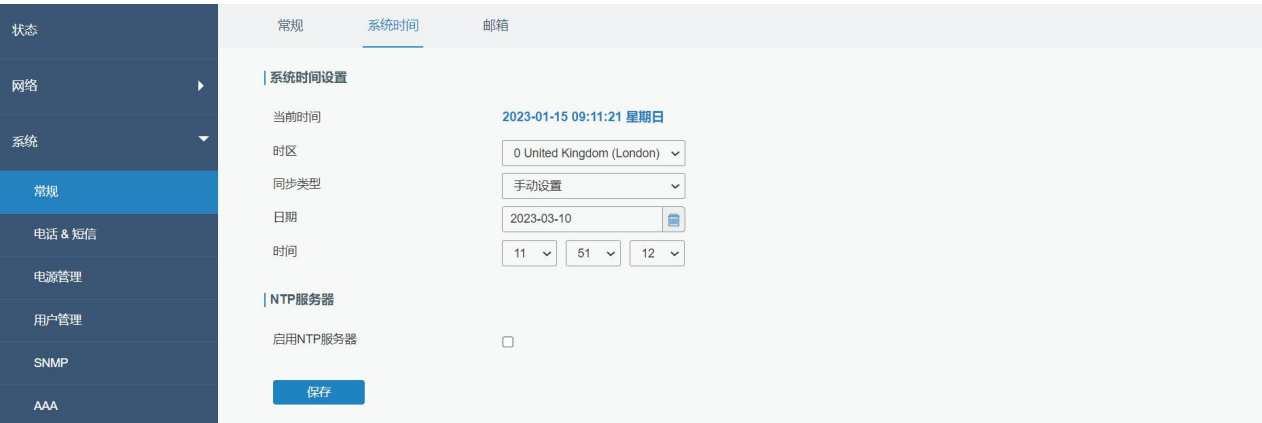 状态
网络
系统
常规
电话 & 短信
电源管理
用户管理
SNMP
AAA
常规 系统时间 邮箱
系统时间设置
当前时间 2023-01-15 09:11:21 星期日
时区 0 United Kingdom (London)
同步类型 手动设置
日期 2023-03-10
时间 11 51 12
NTP服务器
启用NTP服务器
保存